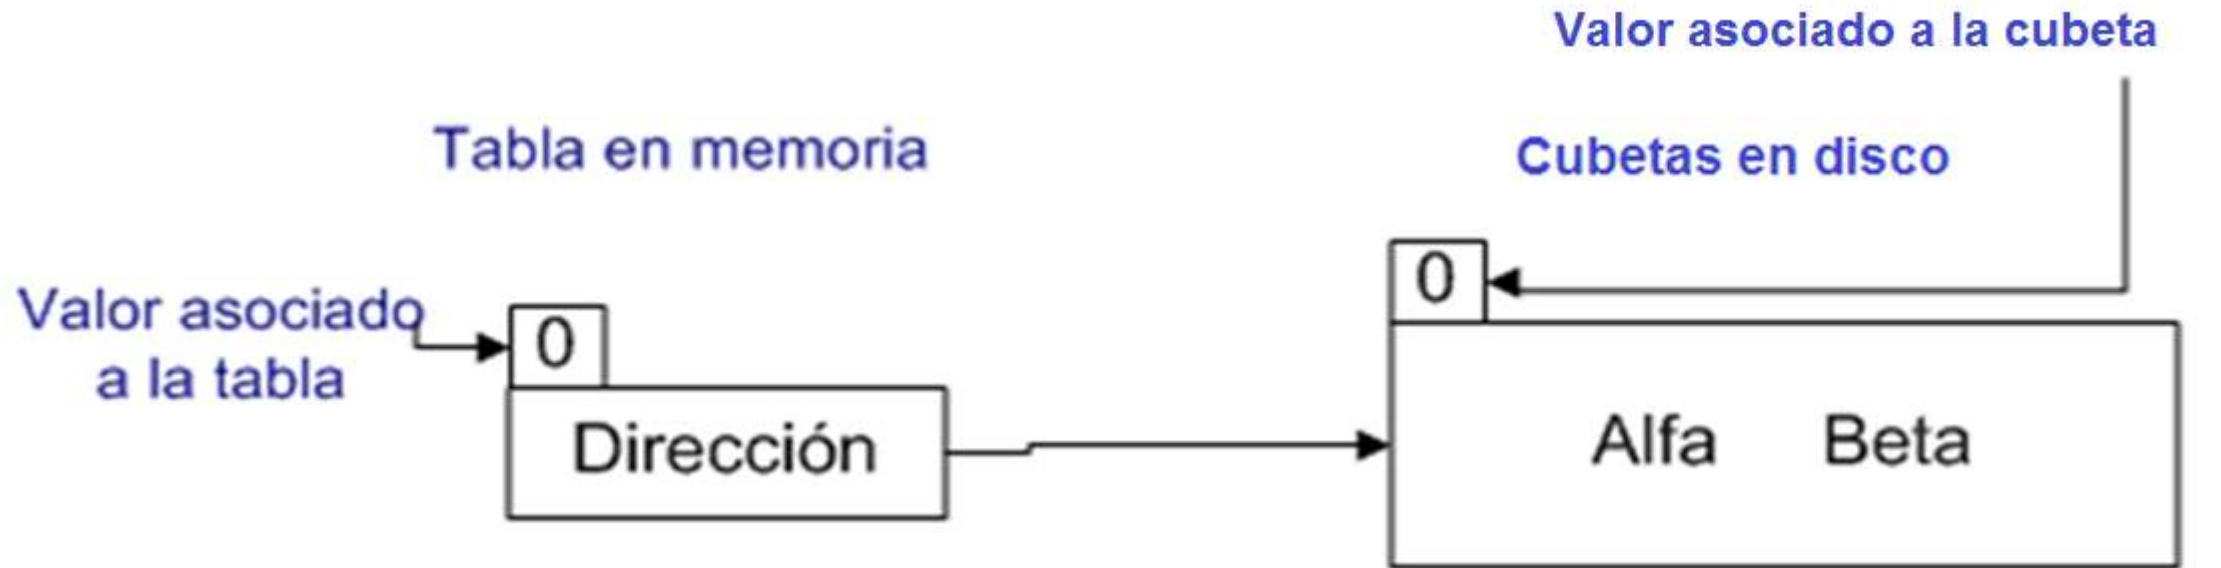 Valor asociado a la cubeta
Tabla en memoria
Cubetas en disco
Valor asociado
a la tabla
0
0
Dirección
Alfa Beta